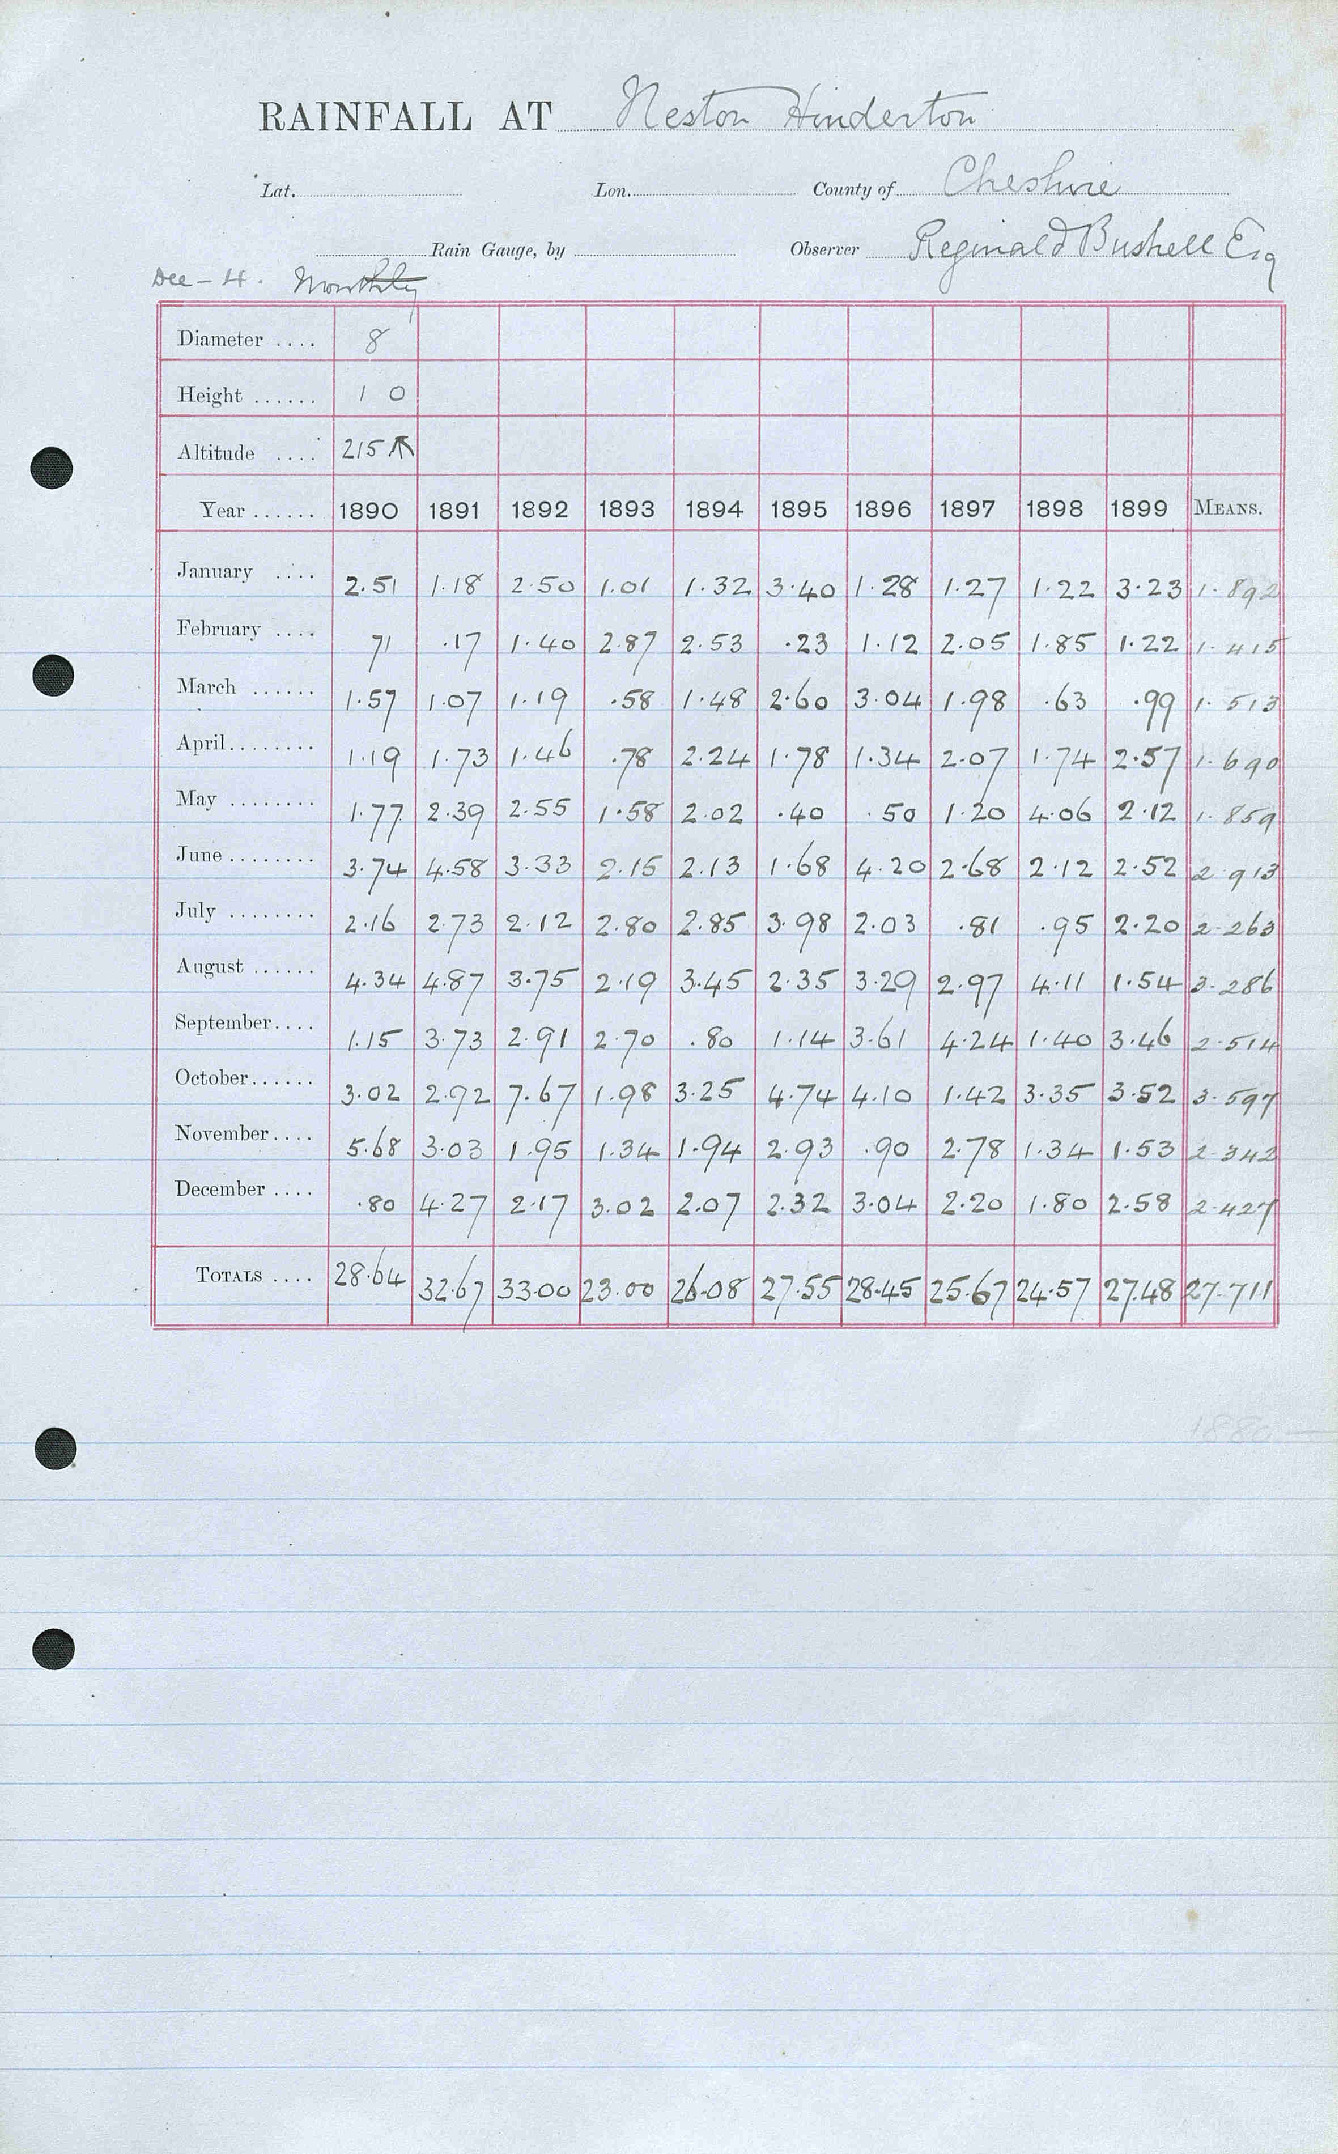 RAINFALL AT Neston Hinderton
Lat. Lon. County of Cheshire
Rain Gauge, by Observer Reginald Bushell Esq
Dec - 4. Monthly
Diameter .... 8
Height ...... 1 0
Altitude .... 215
Year ...... 1890 1891 1892 1893 1894 1895 1896 1897 1898 1899 MEANS.
January .... 2.51 1.18 2.50 1.01 1.32 3.40 1.28 1.27 1.22 3.23 1.892
February .... 71 .17 1.40 2.87 2.53 .23 1.12 2.05 1.85 1.22 1.415
March ...... 1.57 1.07 1.19 .58 1.48 2.60 3.04 1.98 .63 .99 1.513
April........ 1.19 1.73 1.46 .78 2.24 1.78 1.34 2.07 1.74 2.57 1.690
May ........ 1.77 2.39 2.55 1.58 2.02 .40 .50 1.20 4.06 2.12 1.859
June ........ 3.74 4.58 3.33 2.15 2.13 1.68 4.20 2.68 2.12 2.52 2.913
July ........ 2.16 2.73 2.12 2.80 2.85 3.98 2.03 .81 .95 2.20 2.263
August ...... 4.34 4.87 3.75 2.19 3.45 2.35 3.29 2.97 4.11 1.54 3.286
September.... 1.15 3.73 2.91 2.70 .80 1.14 3.61 4.24 1.40 3.46 2.514
October...... 3.02 2.92 7.67 1.98 3.25 4.74 4.10 1.42 3.35 3.52 3.597
November.... 5.68 3.03 1.95 1.34 1.94 2.93 .90 2.78 1.34 1.53 2.342
December .... .80 4.27 2.17 3.02 2.07 2.32 3.04 2.20 1.80 2.58 2.427
TOTALS .... 28.64 32.67 33.00 23.00 26.08 27.55 28.45 25.67 24.57 27.48 27.711
1880 —